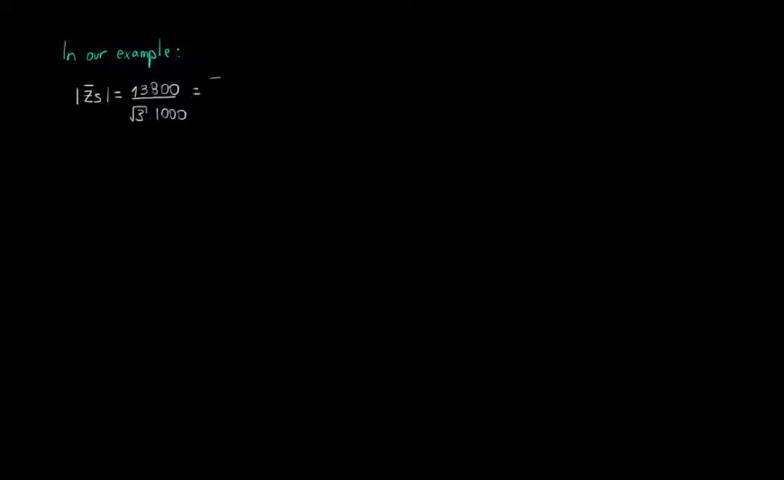 In our example:
|Z̄s| = 13800 / √3 · 1000 =